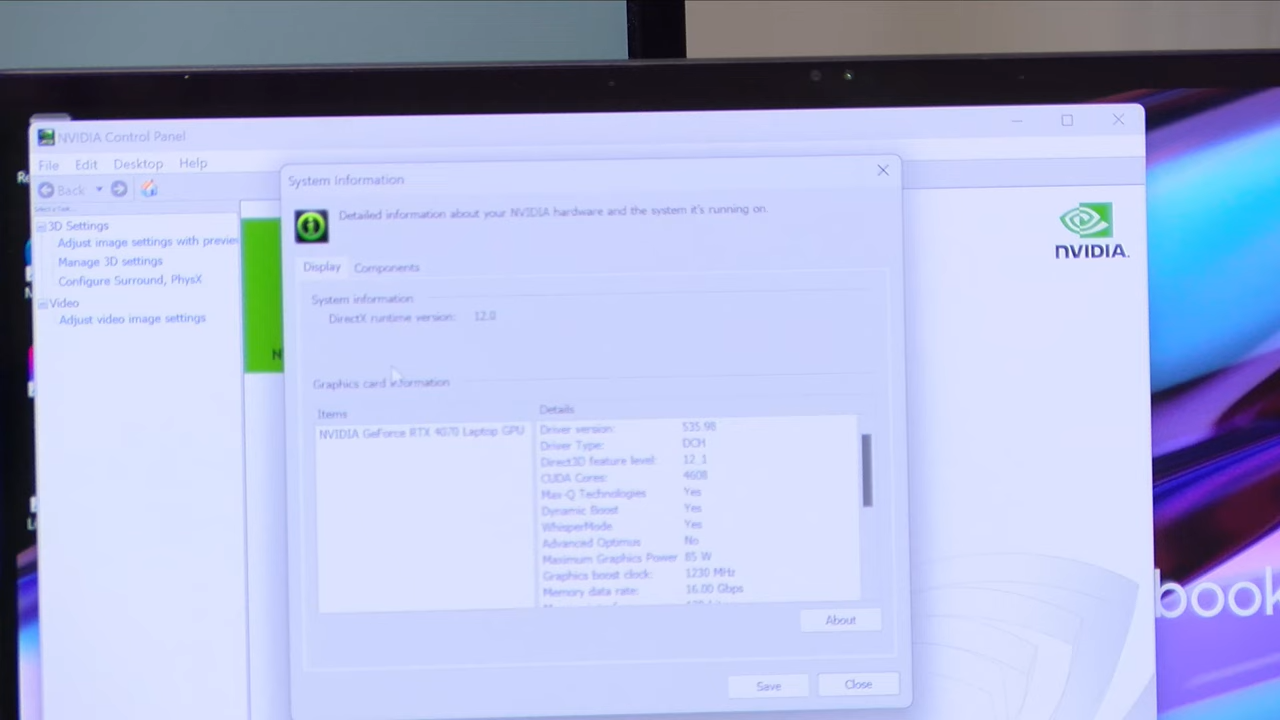 NVIDIA Control Panel
File Edit Desktop Help
Back
System Information
Detailed information about your NVIDIA hardware and the system it's running on.
3D Settings
Adjust image settings with preview
Manage 3D settings
Configure Surround, PhysX
Video
Adjust video image settings
NVIDIA.
Display Components
System information
DirectX runtime version: 12.0
Graphics card information
Items
Details
NVIDIA GeForce RTX 4070 Laptop GPU
Driver version: 535.98
Driver Type: DCH
Direct3D feature level: 12_1
CUDA Cores: 4608
Max-Q Technologies Yes
Dynamic Boost Yes
WhisperMode Yes
Advanced Optimus No
Maximum Graphics Power 85 W
Graphics boost clock: 1230 MHz
Memory data rate: 16.00 Gbps
About
Save Close
book